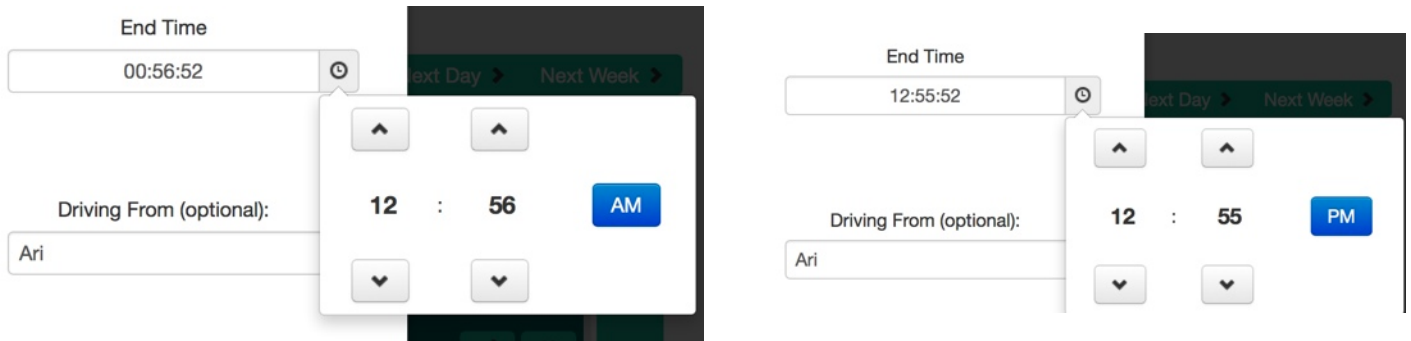 End Time
00:56:52
Next Day
Next Week
12 : 56 AM
Driving From (optional):
Ari
End Time
12:55:52
ext Day
Next Week
12 : 55 PM
Driving From (optional):
Ari